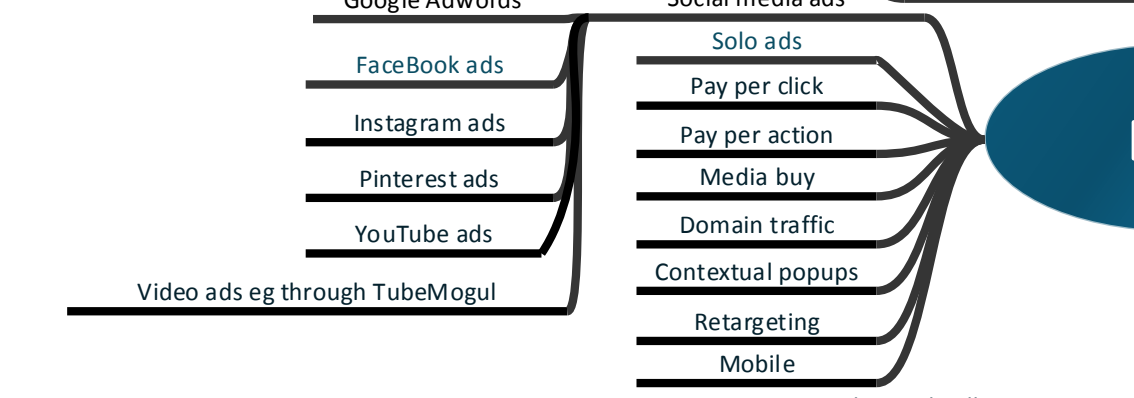 Google Adwords
Social media ads
FaceBook ads
Instagram ads
Pinterest ads
YouTube ads
Video ads eg through TubeMogul
Solo ads
Pay per click
Pay per action
Media buy
Domain traffic
Contextual popups
Retargeting
Mobile